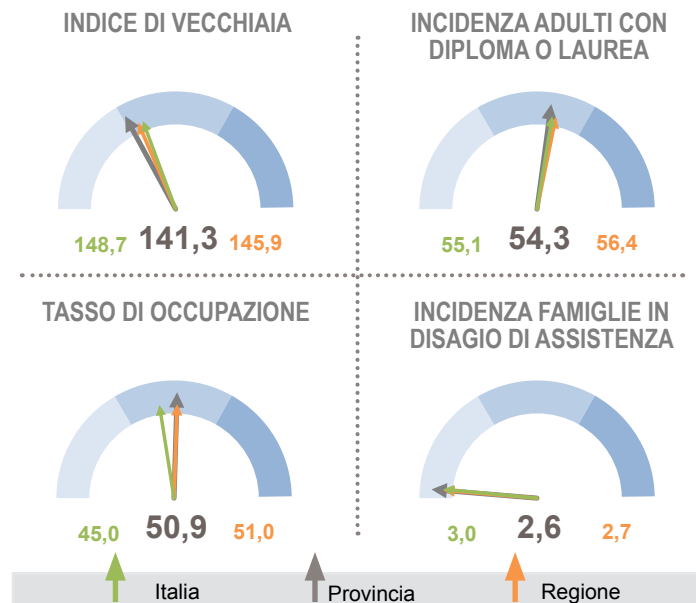 INDICE DI VECCHIAIA
148,7 141,3 145,9
INCIDENZA ADULTI CON
DIPLOMA O LAUREA
55,1 54,3 56,4
TASSO DI OCCUPAZIONE
45,0 50,9 51,0
INCIDENZA FAMIGLIE IN
DISAGIO DI ASSISTENZA
3,0 2,6 2,7
Italia Provincia Regione